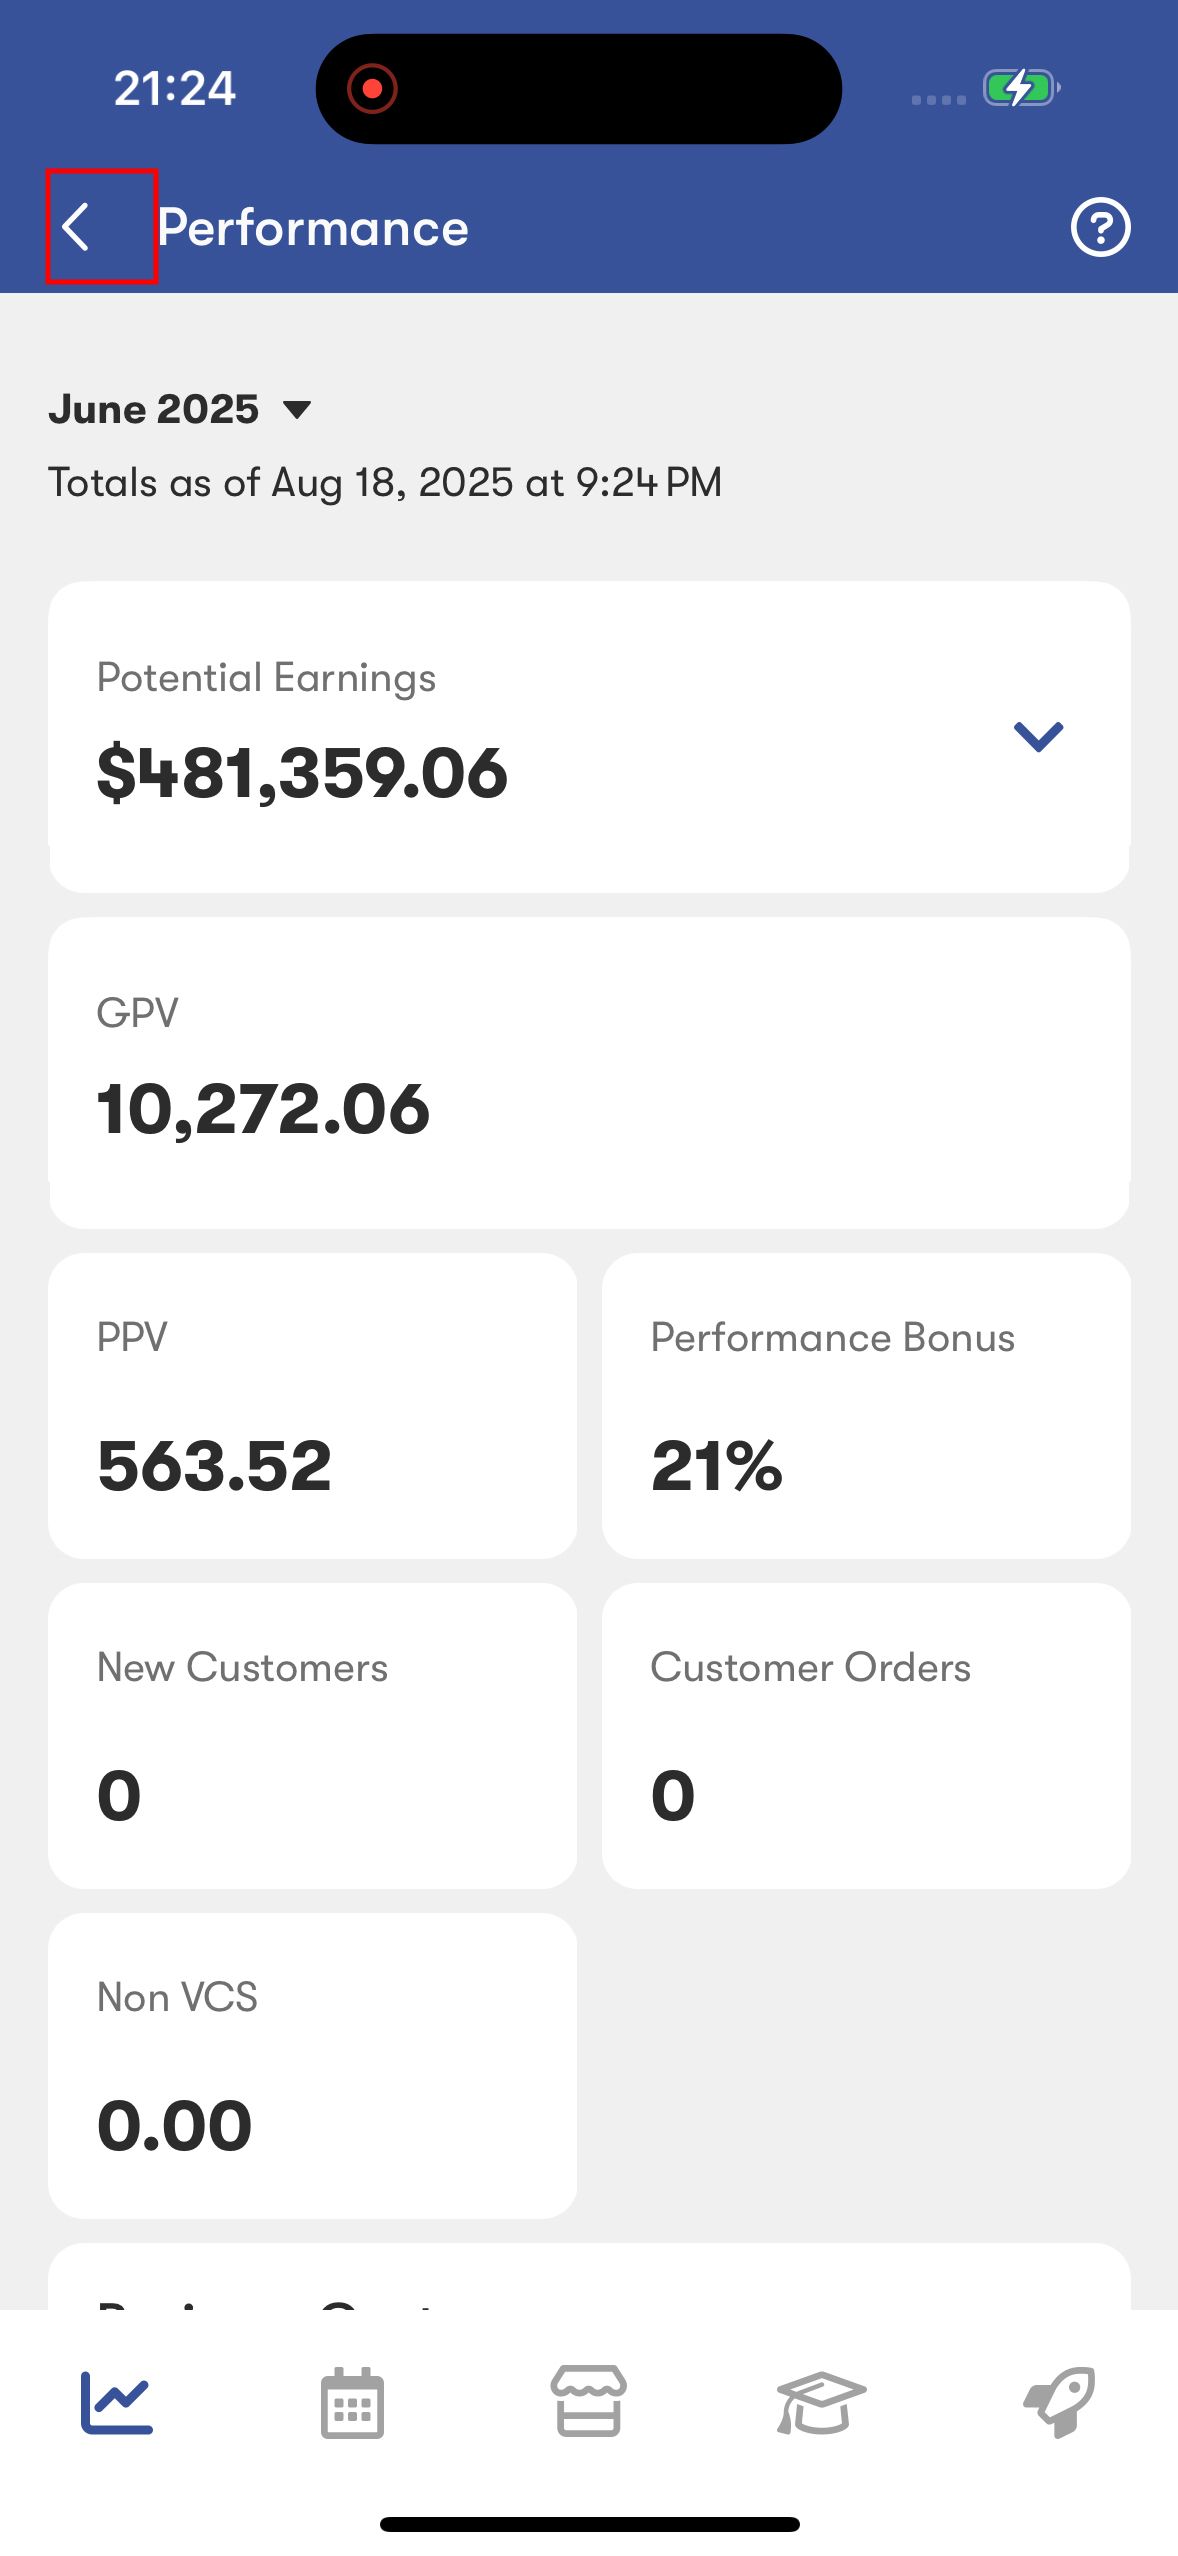 21:24
Performance
June 2025
Totals as of Aug 18, 2025 at 9:24 PM
Potential Earnings
$481,359.06
GPV
10,272.06
PPV
563.52
Performance Bonus
21%
New Customers
0
Customer Orders
0
Non VCS
0.00